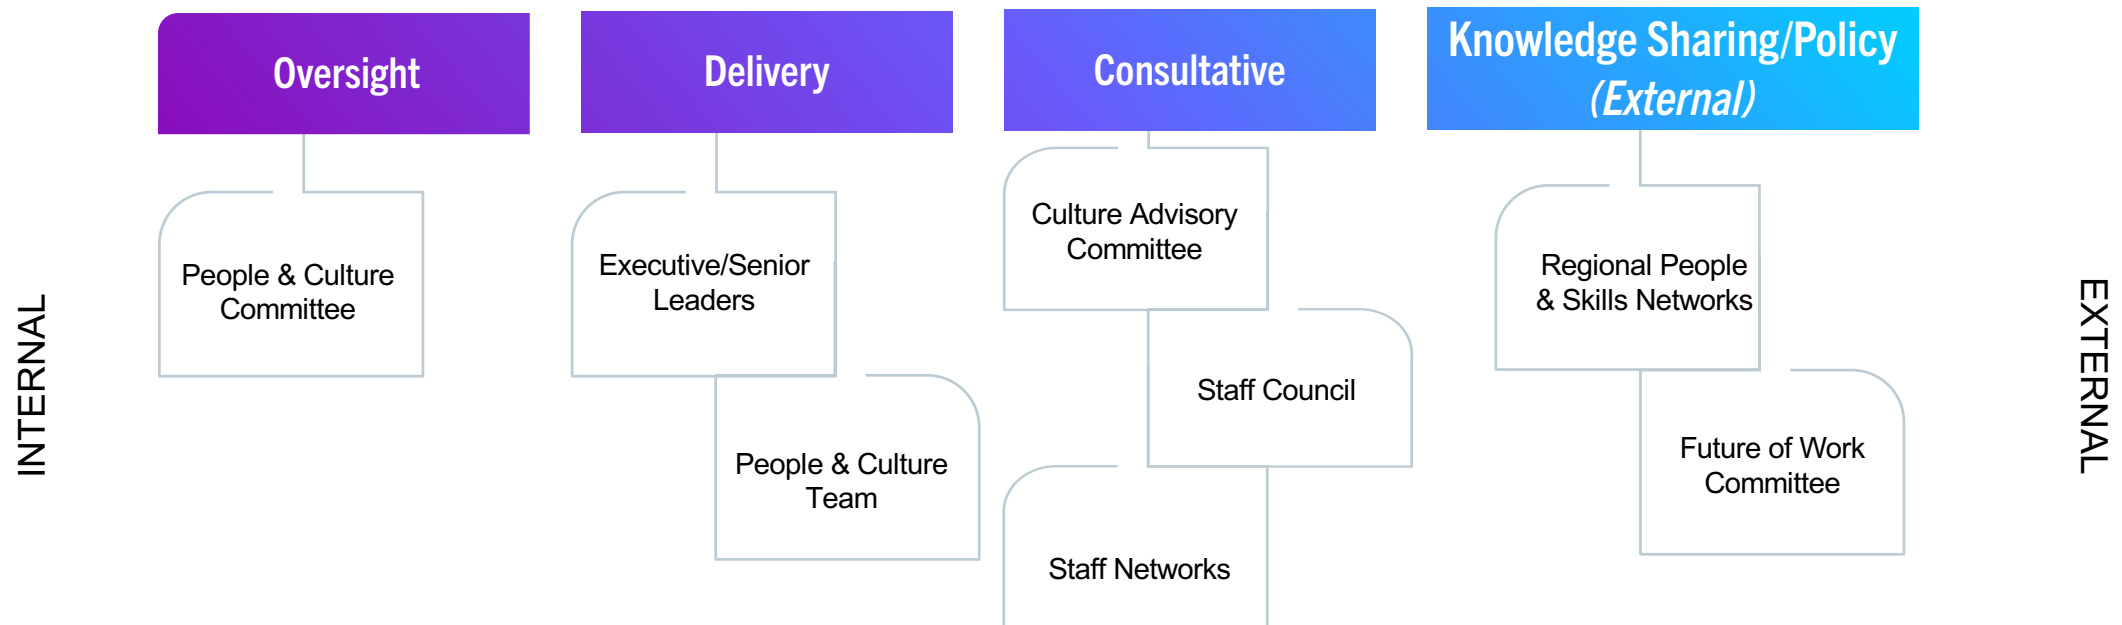 Oversight
People & Culture
Committee
Delivery
Executive/Senior
Leaders
People & Culture
Team
Consultative
Culture Advisory
Committee
Staff Council
Staff Networks
Knowledge Sharing/Policy
(External)
Regional People
& Skills Networks
Future of Work
Committee
INTERNAL
EXTERNAL